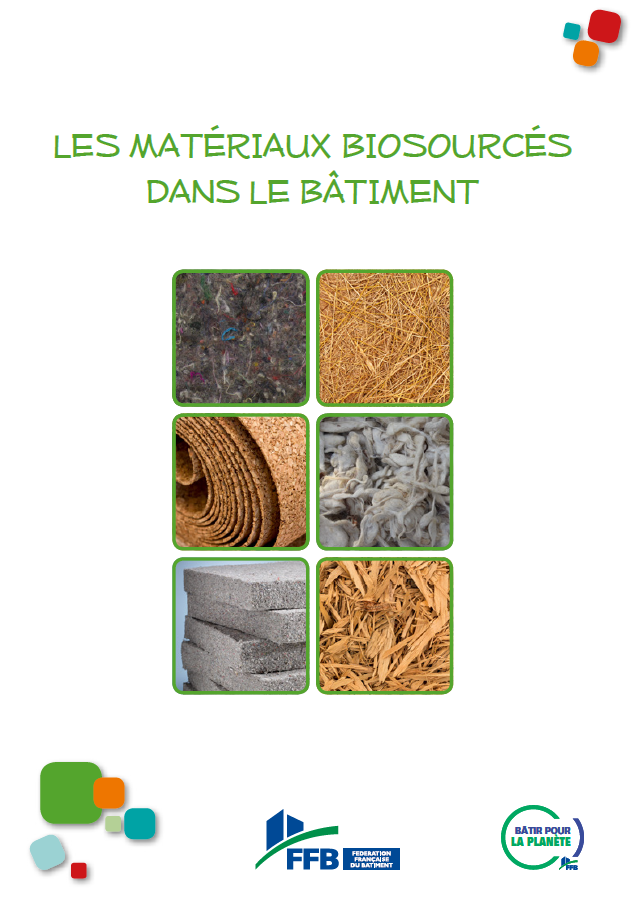 LES MATÉRIAUX BIOSOURCÉS
DANS LE BÂTIMENT
FFB
FEDERATION
FRANÇAISE
DU BATIMENT
BÂTIR POUR
LA PLANÈTE
FFB